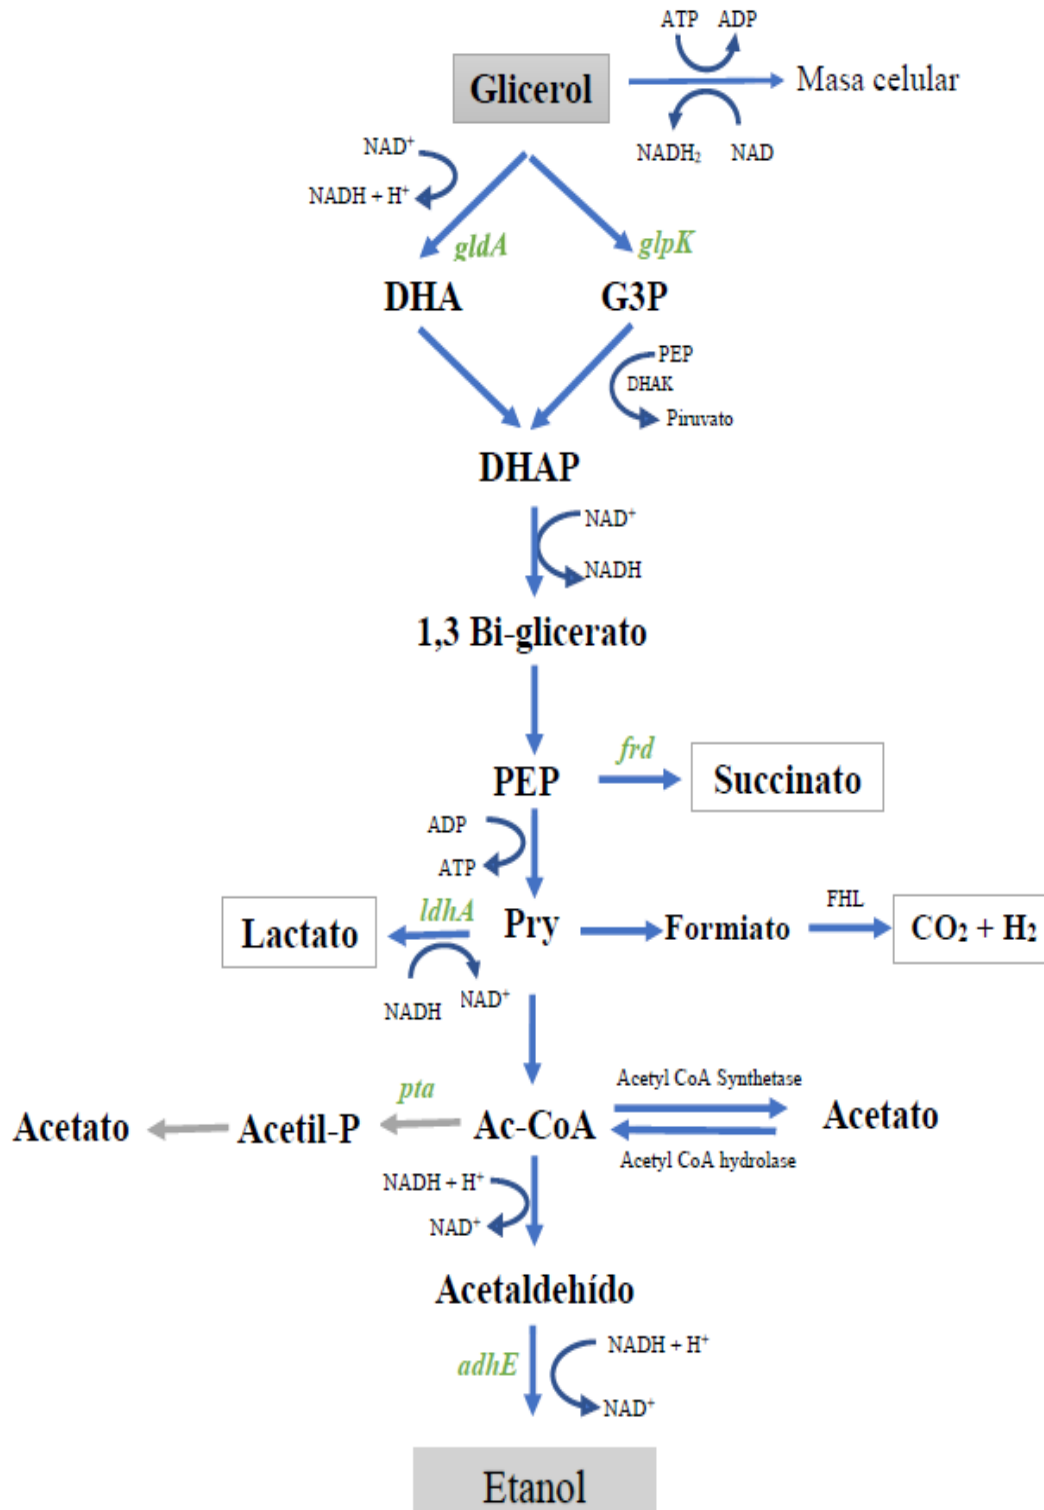 ATP ADP
Glicerol
Masa celular
NADH₂ NAD
NAD⁺
NADH + H⁺
gldA
glpK
DHA
G3P
PEP
DHAK
Piruvato
DHAP
NAD⁺
NADH
1,3 Bi-glicerato
PEP
frd
Succinato
ADP
ATP
Lactato
ldhA
Pry
Formiato
FHL
CO₂ + H₂
NADH
NAD⁺
Acetato
Acetil-P
pta
Ac-CoA
Acetyl CoA Synthetase
Acetyl CoA hydrolase
Acetato
NADH + H⁺
NAD⁺
Acetaldehído
adhE
NADH + H⁺
NAD⁺
Etanol